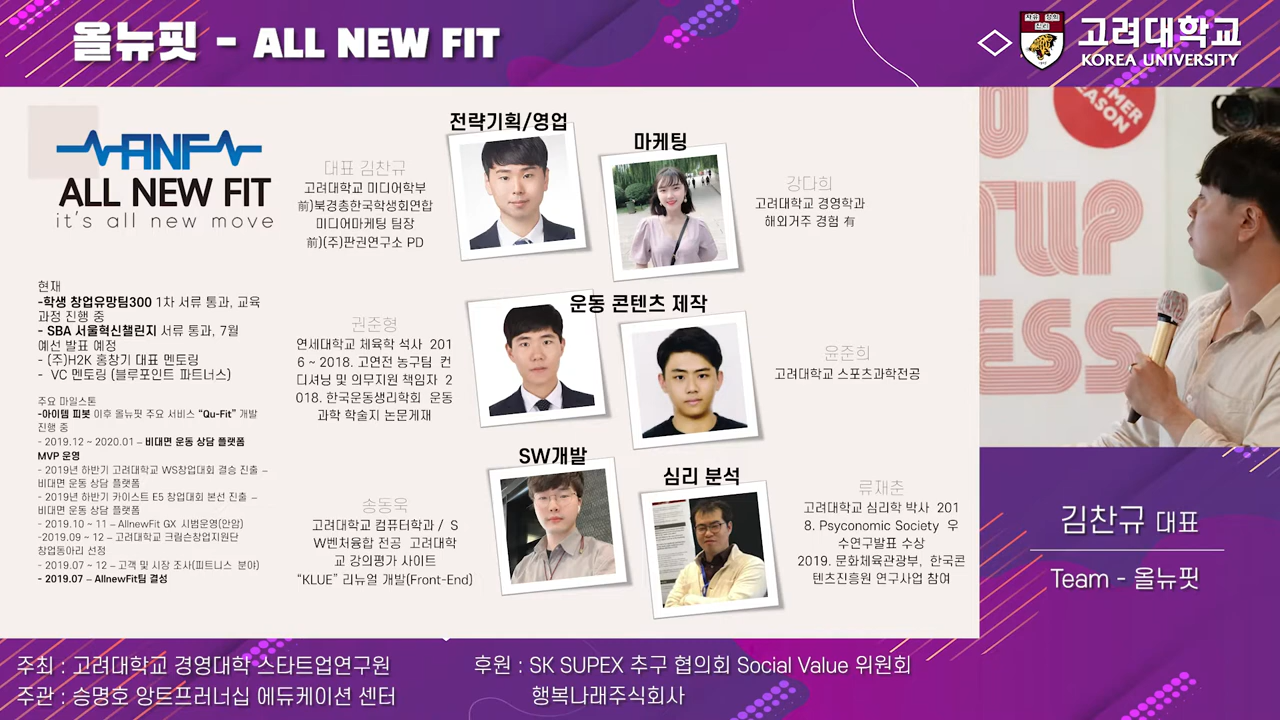 올뉴핏 - ALL NEW FIT
고려대학교
KOREA UNIVERSITY
ANF
ALL NEW FIT
it's all new move
현재
-학생 창업유망팀300 1차 서류 통과, 교육
과정 진행 중
- SBA 서울혁신챌린지 서류 통과, 7월
예선 발표 예정
- (주)H2K 홍창기 대표 멘토링
- VC 멘토링 (블루포인트 파트너스)
주요 마일스톤
-아이템 피봇 이후 올뉴핏 주요 서비스 “Qu-Fit” 개발
진행 중
- 2019.12 ~ 2020.01 – 비대면 운동 상담 플랫폼
MVP 운영
- 2019년 하반기 고려대학교 WS창업대회 결승 진출 –
비대면 운동 상담 플랫폼
- 2019년 하반기 카이스트 E5 창업대회 본선 진출 –
비대면 운동 상담 플랫폼
- 2019.10 ~ 11 – AllnewFit GX 시범운영(안암)
-2019.09 ~ 12 – 고려대학교 크림슨창업지원단
창업동아리 선정
- 2019.07 ~ 12 – 고객 및 시장 조사(피트니스 분야)
- 2019.07 – AllnewFit팀 결성
전략기획/영업
대표 김찬규
고려대학교 미디어학부
前)북경총한국학생회연합
미디어마케팅 팀장
前)(주)판권연구소 PD
마케팅
강다희
고려대학교 경영학과
해외거주 경험 有
운동 콘텐츠 제작
권준형
연세대학교 체육학 석사 201
6 ~ 2018. 고연전 농구팀 컨
디셔닝 및 의무지원 책임자 2
018. 한국운동생리학회 ‘운동
과학’ 학술지 논문게재
윤준희
고려대학교 스포츠과학전공
SW개발
송동욱
고려대학교 컴퓨터학과 / S
W벤처융합 전공 고려대학
교 강의평가 사이트
“KLUE” 리뉴얼 개발(Front-End)
심리 분석
류재춘
고려대학교 심리학 박사 201
8. Psyconomic Society 우
수연구발표 수상
2019. 문화체육관광부, 한국콘
텐츠진흥원 연구사업 참여
MMER
SEASON
TUP
ESS
김찬규 대표
Team - 올뉴핏
주최 : 고려대학교 경영대학 스타트업연구원
주관 : 승명호 앙트프러너십 에듀케이션 센터
후원 : SK SUPEX 추구 협의회 Social Value 위원회
행복나래주식회사